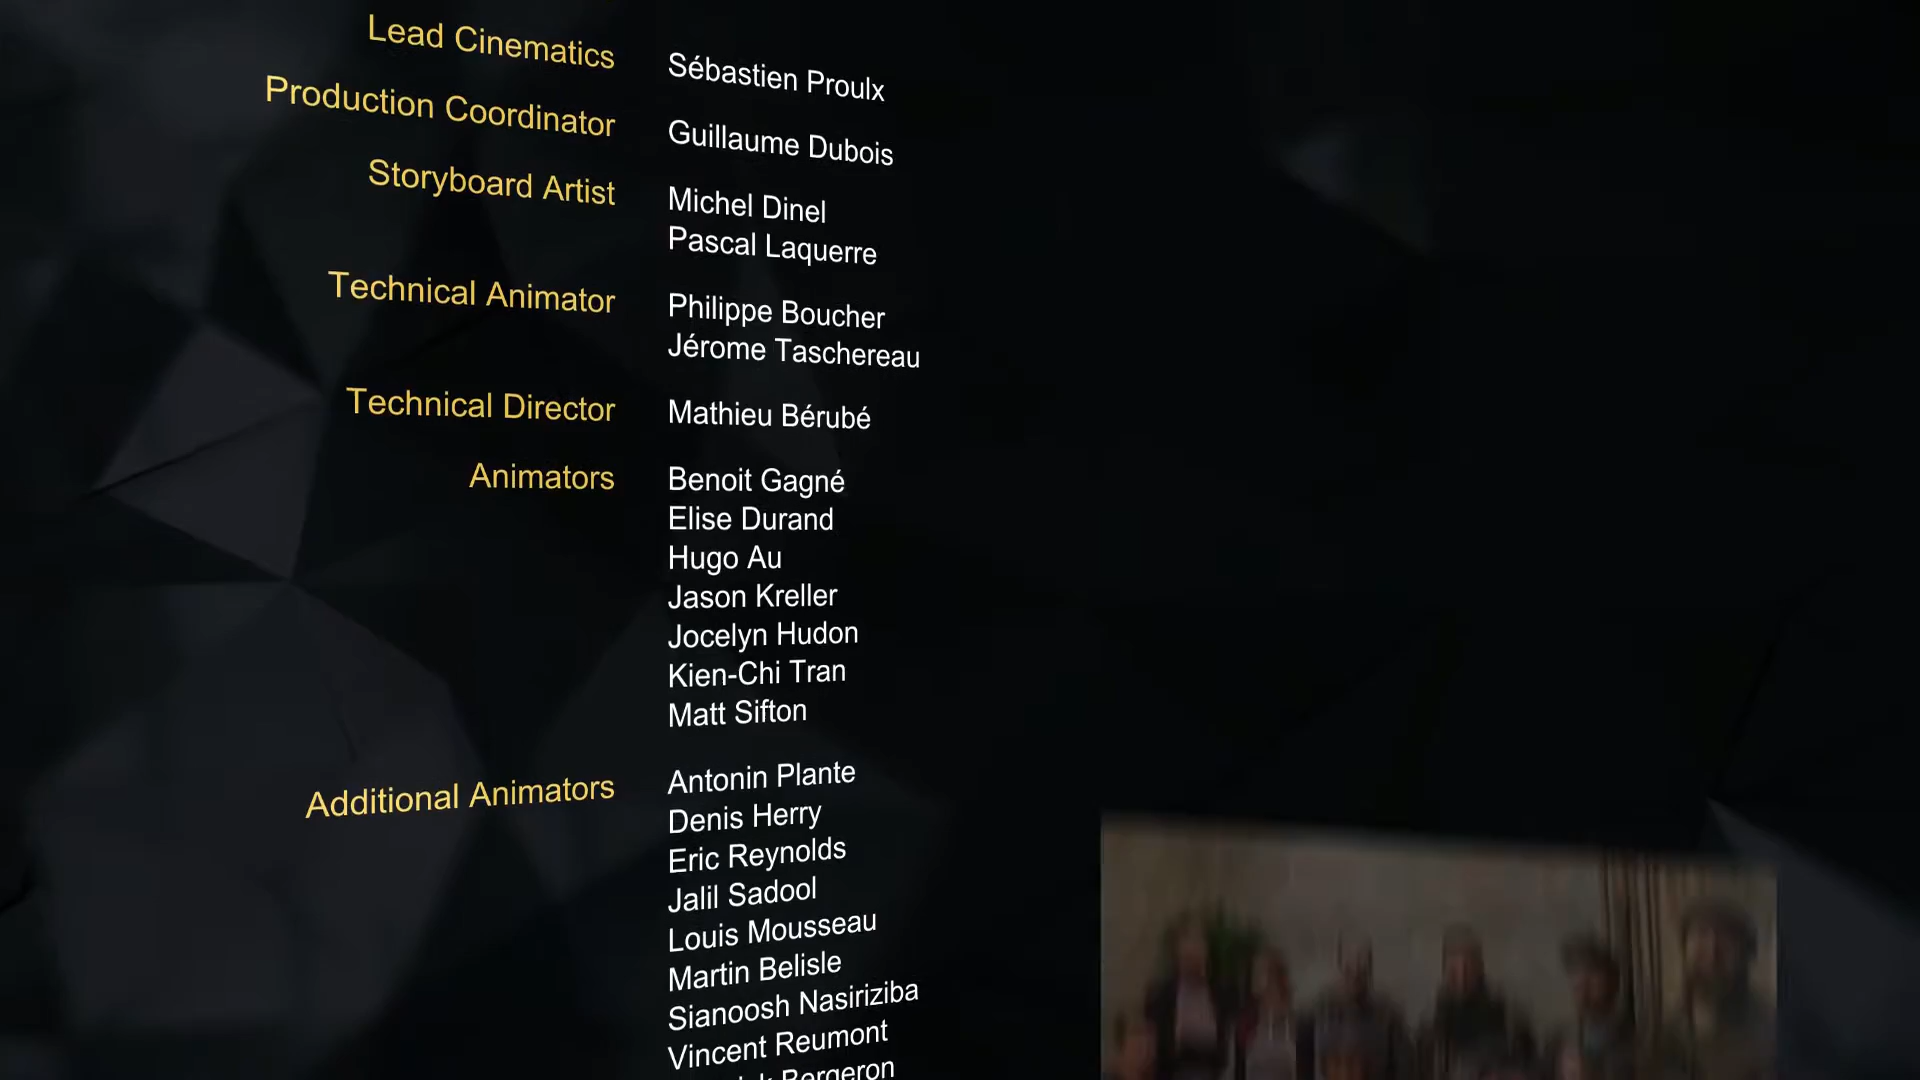 Lead Cinematics Sébastien Proulx
Production Coordinator Guillaume Dubois
Storyboard Artist Michel Dinel
Pascal Laquerre
Technical Animator Philippe Boucher
Jérome Taschereau
Technical Director Mathieu Bérubé
Animators Benoit Gagné
Elise Durand
Hugo Au
Jason Kreller
Jocelyn Hudon
Kien-Chi Tran
Matt Sifton
Additional Animators Antonin Plante
Denis Herry
Eric Reynolds
Jalil Sadool
Louis Mousseau
Martin Belisle
Sianoosh Nasiriziba
Vincent Reumont
Bergeron